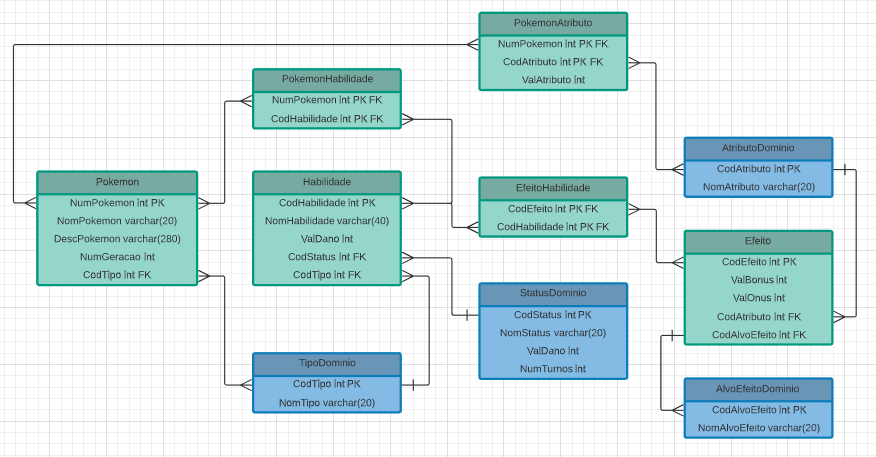 PokemonAtributo
NumPokemon int PK FK
CodAtributo int PK FK
ValAtributo int
PokemonHabilidade
NumPokemon int PK FK
CodHabilidade int PK FK
AtributoDominio
CodAtributo int PK
NomAtributo varchar(20)
Pokemon
NumPokemon int PK
NomPokemon varchar(20)
DescPokemon varchar(280)
NumGeracao int
CodTipo int FK
Habilidade
CodHabilidade int PK
NomHabilidade varchar(40)
ValDano int
CodStatus int FK
CodTipo int FK
EfeitoHabilidade
CodEfeito int PK FK
CodHabilidade int PK FK
Efeito
CodEfeito int PK
ValBonus int
ValOnus int
CodAtributo int FK
CodAlvoEfeito int FK
StatusDominio
CodStatus int PK
NomStatus varchar(20)
ValDano int
NumTurnos int
TipoDominio
CodTipo int PK
NomTipo varchar(20)
AlvoEfeitoDominio
CodAlvoEfeito int PK
NomAlvoEfeito varchar(20)